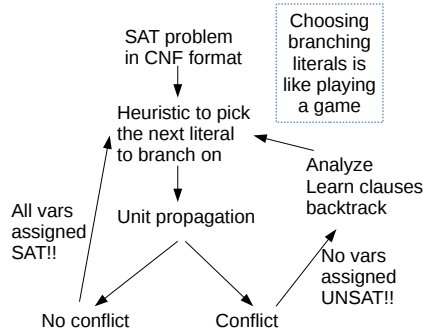 SAT problem
in CNF format
Choosing
branching
literals is
like playing
a game
Heuristic to pick
the next literal
to branch on
Analyze
Learn clauses
backtrack
All vars
assigned
SAT!!
Unit propagation
No vars
assigned
UNSAT!!
No conflict
Conflict